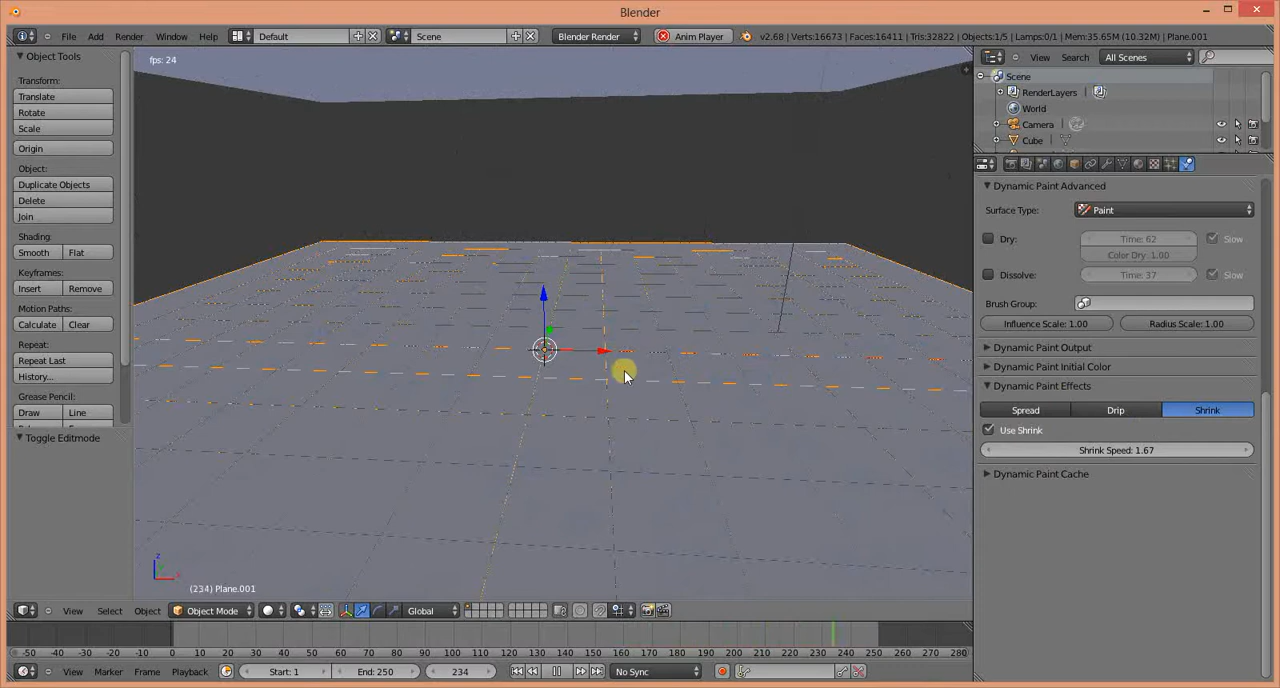 Blender
File Add Render Window Help Default Scene Blender Render Anim Player v2.68 | Verts:16673 | Faces:16411 | Tris:32822 | Objects:1/5 | Lamps:0/1 | Mem:35.65M (10.32M) | Plane.001
Object Tools
Transform:
Translate
Rotate
Scale
Origin
Object:
Duplicate Objects
Delete
Join
Shading:
Smooth Flat
Keyframes:
Insert Remove
Motion Paths:
Calculate Clear
Repeat:
Repeat Last
History...
Grease Pencil:
Draw Line
Toggle Editmode
fps: 24
z
x
(234) Plane.001
View Select Object Object Mode Global
-50 -40 -30 -20 -10 0 10 20 30 40 50 60 70 80 90 100 110 120 130 140 150 160 170 180 190 200 210 220 230 240 250 260 270 280
View Marker Frame Playback Start: 1 End: 250 234 No Sync
View Search All Scenes
Scene
RenderLayers
World
Camera
Cube
Dynamic Paint Advanced
Surface Type: Paint
Dry: Time: 62 Slow
Color Dry: 1.00
Dissolve: Time: 37 Slow
Brush Group:
Influence Scale: 1.00 Radius Scale: 1.00
Dynamic Paint Output
Dynamic Paint Initial Color
Dynamic Paint Effects
Spread Drip Shrink
Use Shrink
Shrink Speed: 1.67
Dynamic Paint Cache